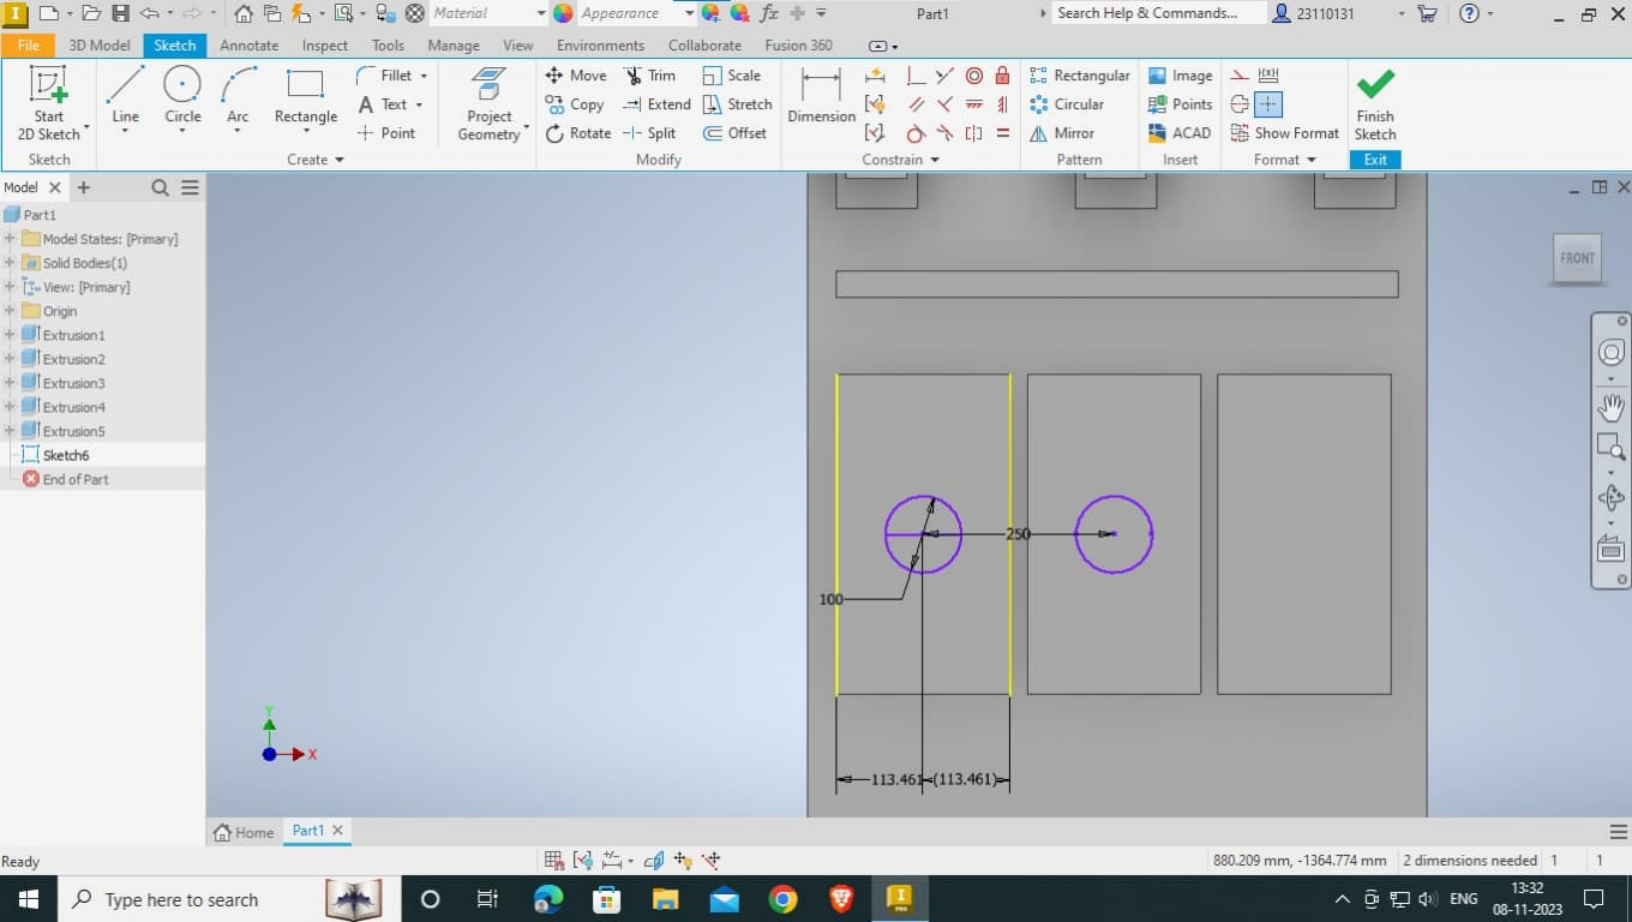 Material
Appearance
fx
Part1
Search Help & Commands...
23110131
File
3D Model
Sketch
Annotate
Inspect
Tools
Manage
View
Environments
Collaborate
Fusion 360
Start
2D Sketch
Line
Circle
Arc
Rectangle
Fillet
Text
Point
Project
Geometry
Move
Copy
Rotate
Trim
Extend
Split
Scale
Stretch
Offset
Dimension
Rectangular
Circular
Mirror
Image
Points
ACAD
Show Format
Finish
Sketch
Sketch
Create
Modify
Constrain
Pattern
Insert
Format
Exit
Model
Part1
Model States: [Primary]
Solid Bodies(1)
View: [Primary]
Origin
Extrusion1
Extrusion2
Extrusion3
Extrusion4
Extrusion5
Sketch6
End of Part
FRONT
250
100
113.461
(113.461)
Y
X
Home
Part1
Ready
880.209 mm, -1364.774 mm
2 dimensions needed
1
1
Type here to search
ENG
13:32
08-11-2023